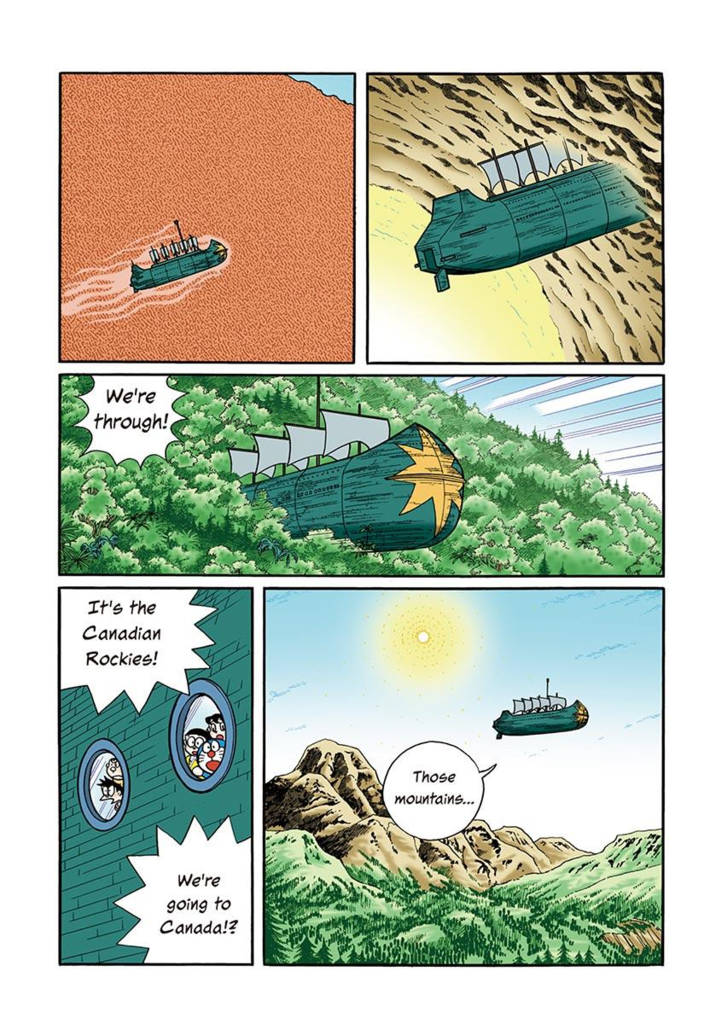 We're
through!
It's the
Canadian
Rockies!
We're
going to
Canada!?
Those
mountains...